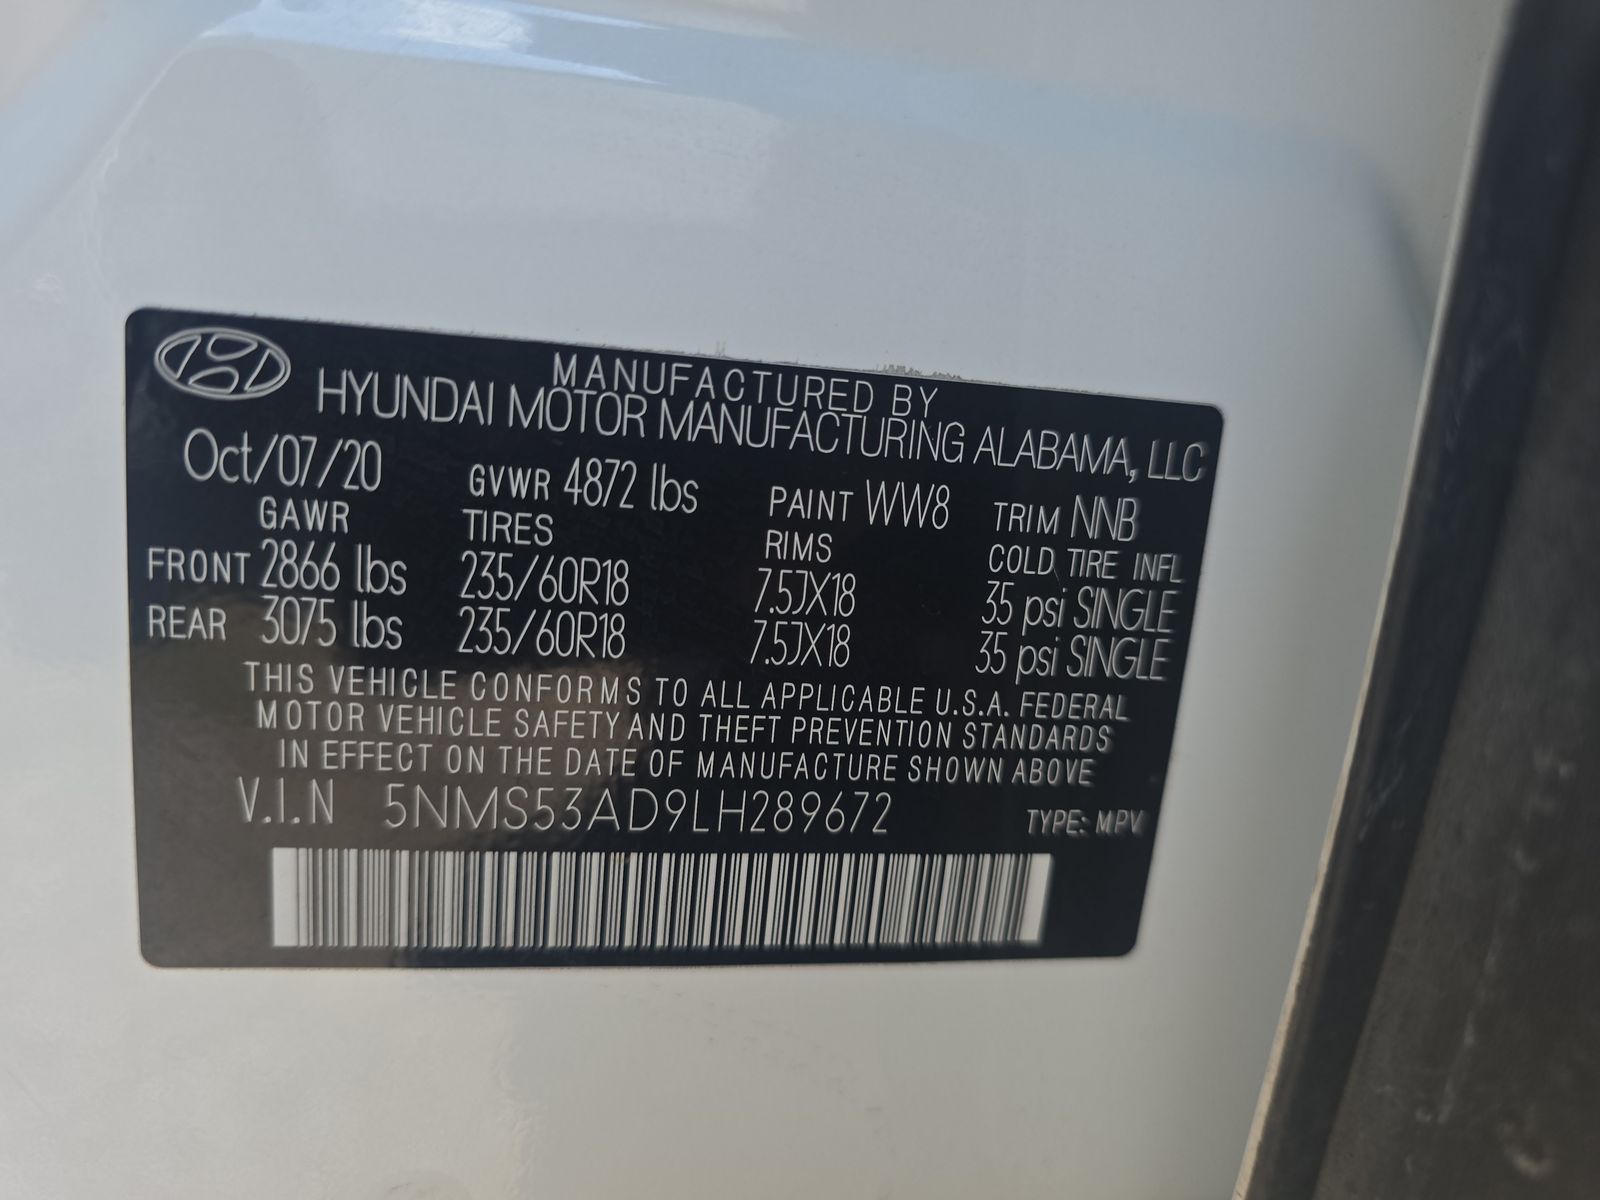 MANUFACTURED BY
HYUNDAI MOTOR MANUFACTURING ALABAMA, LLC
Oct/07/20 GVWR 4872 lbs PAINT WW8 TRIM NNB
GAWR TIRES RIMS COLD TIRE INFL
FRONT 2866 lbs 235/60R18 7.5JX18 35 psi SINGLE
REAR 3075 lbs 235/60R18 7.5JX18 35 psi SINGLE
THIS VEHICLE CONFORMS TO ALL APPLICABLE U.S.A. FEDERAL
MOTOR VEHICLE SAFETY AND THEFT PREVENTION STANDARDS
IN EFFECT ON THE DATE OF MANUFACTURE SHOWN ABOVE
V.I.N 5NMS53AD9LH289672 TYPE: MPV